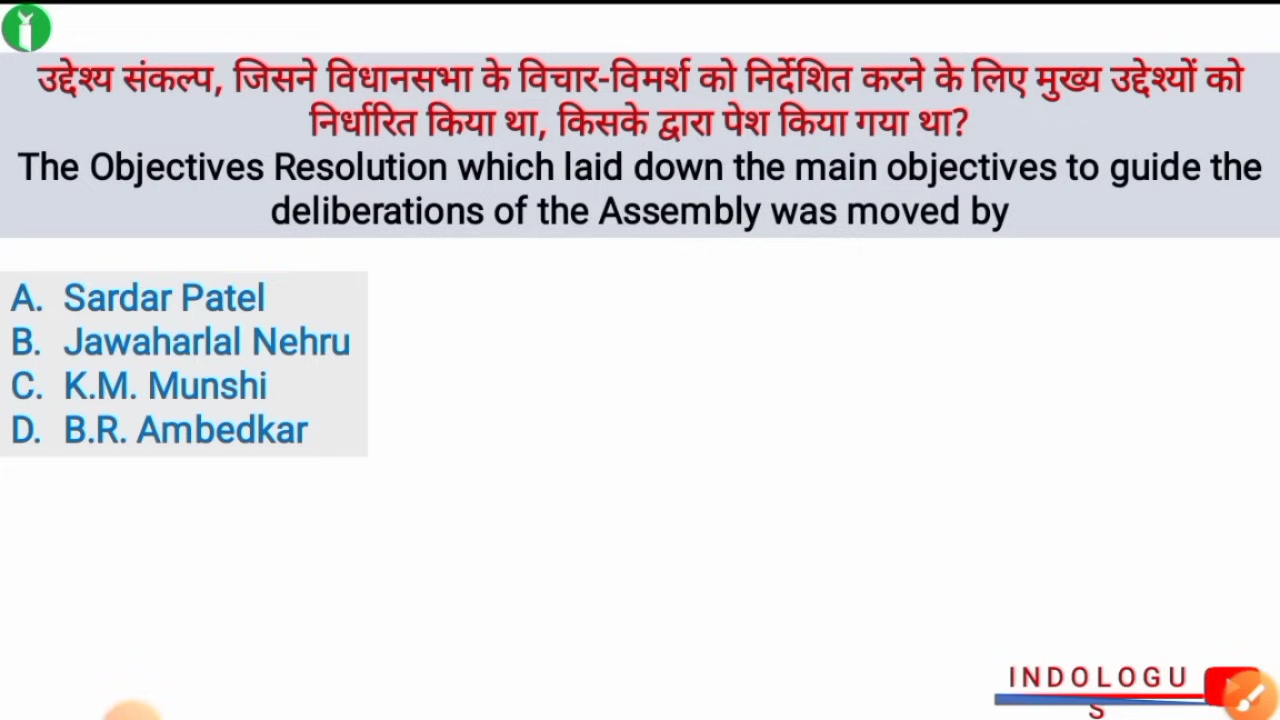 उद्देश्य संकल्प, जिसने विधानसभा के विचार-विमर्श को निर्देशित करने के लिए मुख्य उद्देश्यों को
निर्धारित किया था, किसके द्वारा पेश किया गया था?
The Objectives Resolution which laid down the main objectives to guide the
deliberations of the Assembly was moved by
A. Sardar Patel
B. Jawaharlal Nehru
C. K.M. Munshi
D. B.R. Ambedkar
INDOLOGU
S